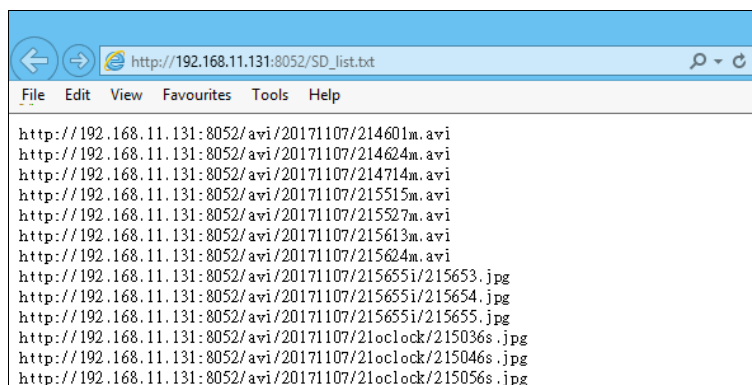 http://192.168.11.131:8052/SD_list.txt
File Edit View Favourites Tools Help
http://192.168.11.131:8052/avi/20171107/214601m.avi
http://192.168.11.131:8052/avi/20171107/214624m.avi
http://192.168.11.131:8052/avi/20171107/214714m.avi
http://192.168.11.131:8052/avi/20171107/215515m.avi
http://192.168.11.131:8052/avi/20171107/215527m.avi
http://192.168.11.131:8052/avi/20171107/215613m.avi
http://192.168.11.131:8052/avi/20171107/215624m.avi
http://192.168.11.131:8052/avi/20171107/215655i/215653.jpg
http://192.168.11.131:8052/avi/20171107/215655i/215654.jpg
http://192.168.11.131:8052/avi/20171107/215655i/215655.jpg
http://192.168.11.131:8052/avi/20171107/21oclock/215036s.jpg
http://192.168.11.131:8052/avi/20171107/21oclock/215046s.jpg
http://192.168.11.131:8052/avi/20171107/21oclock/215056s.jpg